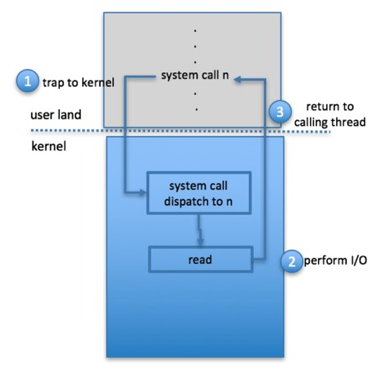 1 trap to kernel
system call n
3
return to
calling thread
user land
kernel
system call
dispatch to n
read
2 perform I/O